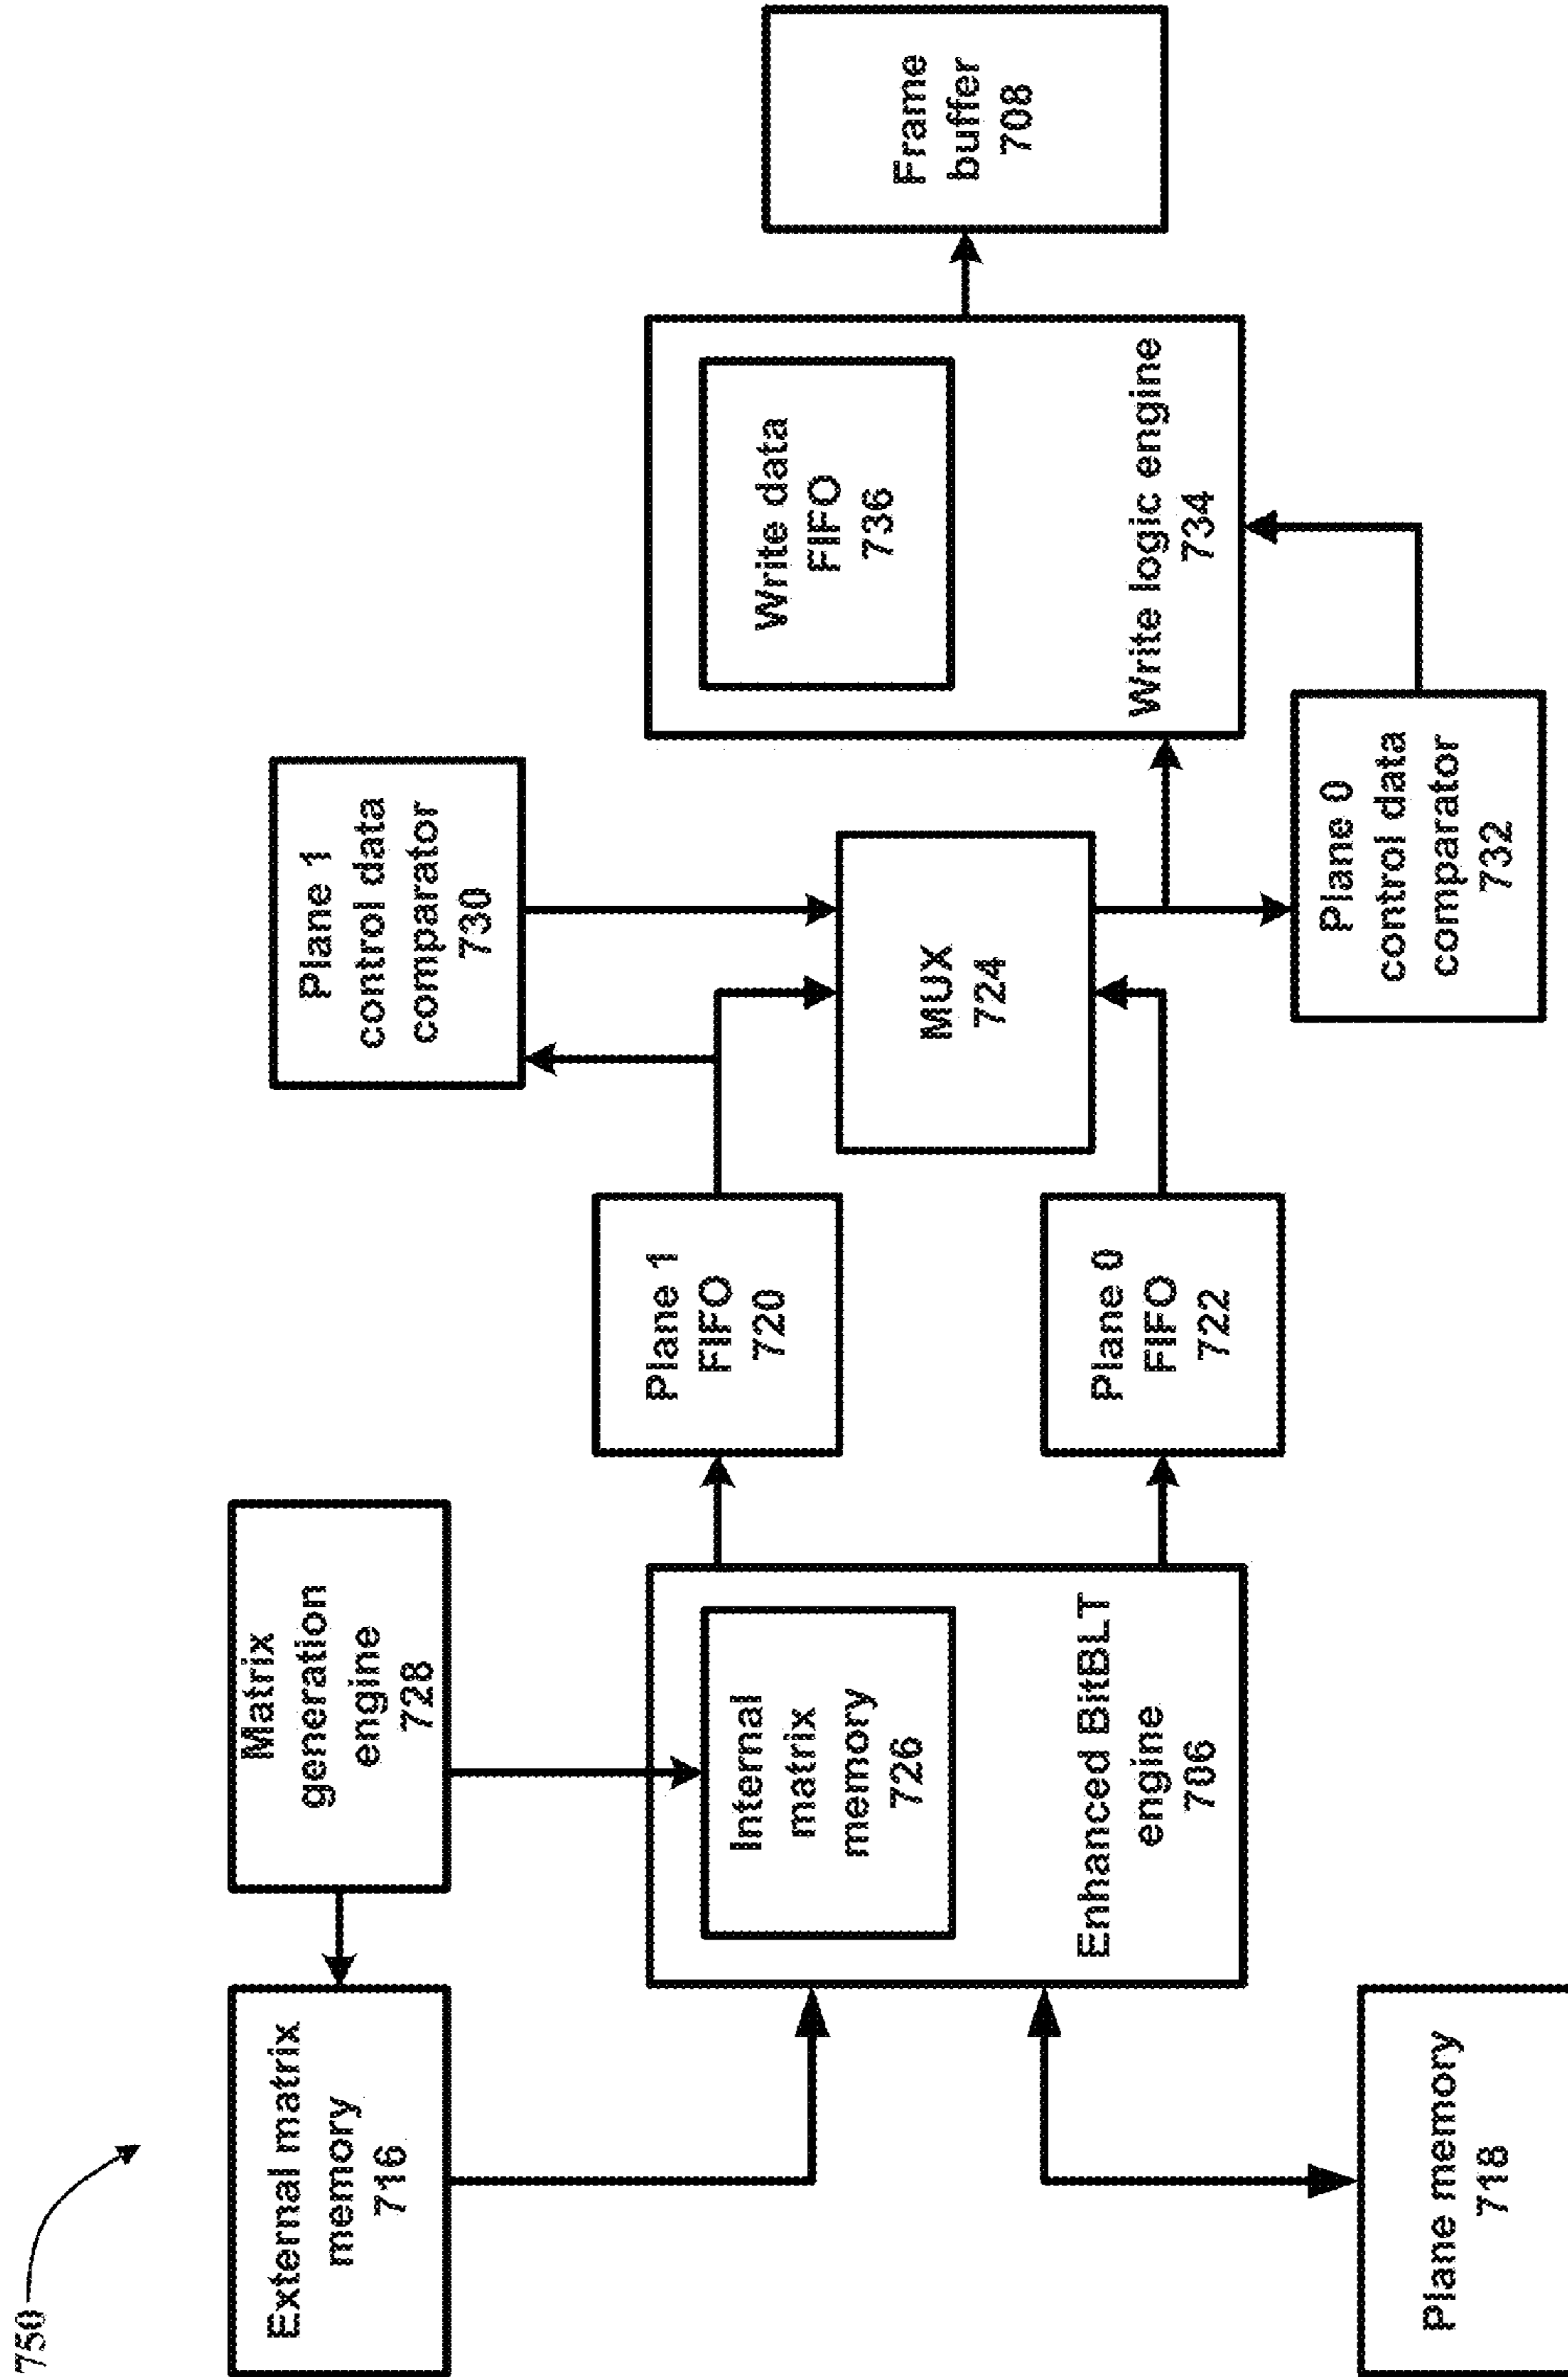 750
External matrix
memory
716
Matrix
generation
engine
728
Plane 1
control data
comparator
730
Internal
matrix
memory
726
Enhanced BitBLT
engine
706
Plane 1
FIFO
720
Plane 0
FIFO
722
MUX
724
Write data
FIFO
736
Write logic engine
734
Frame
buffer
708
Plane memory
718
Plane 0
control data
comparator
732